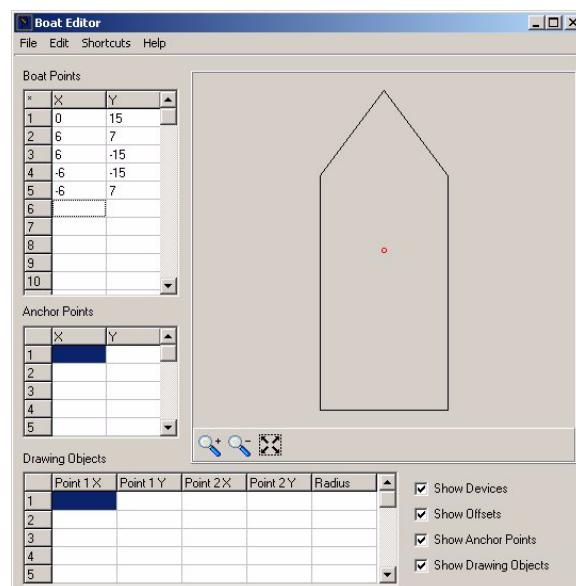 Boat Editor
File Edit Shortcuts Help
Boat Points
* X Y
1 0 15
2 6 7
3 6 -15
4 -6 -15
5 -6 7
6
7
8
9
10
Anchor Points
X Y
1
2
3
4
5
Drawing Objects
Point 1 X Point 1 Y Point 2 X Point 2 Y Radius
1
2
3
4
5
Show Devices
Show Offsets
Show Anchor Points
Show Drawing Objects